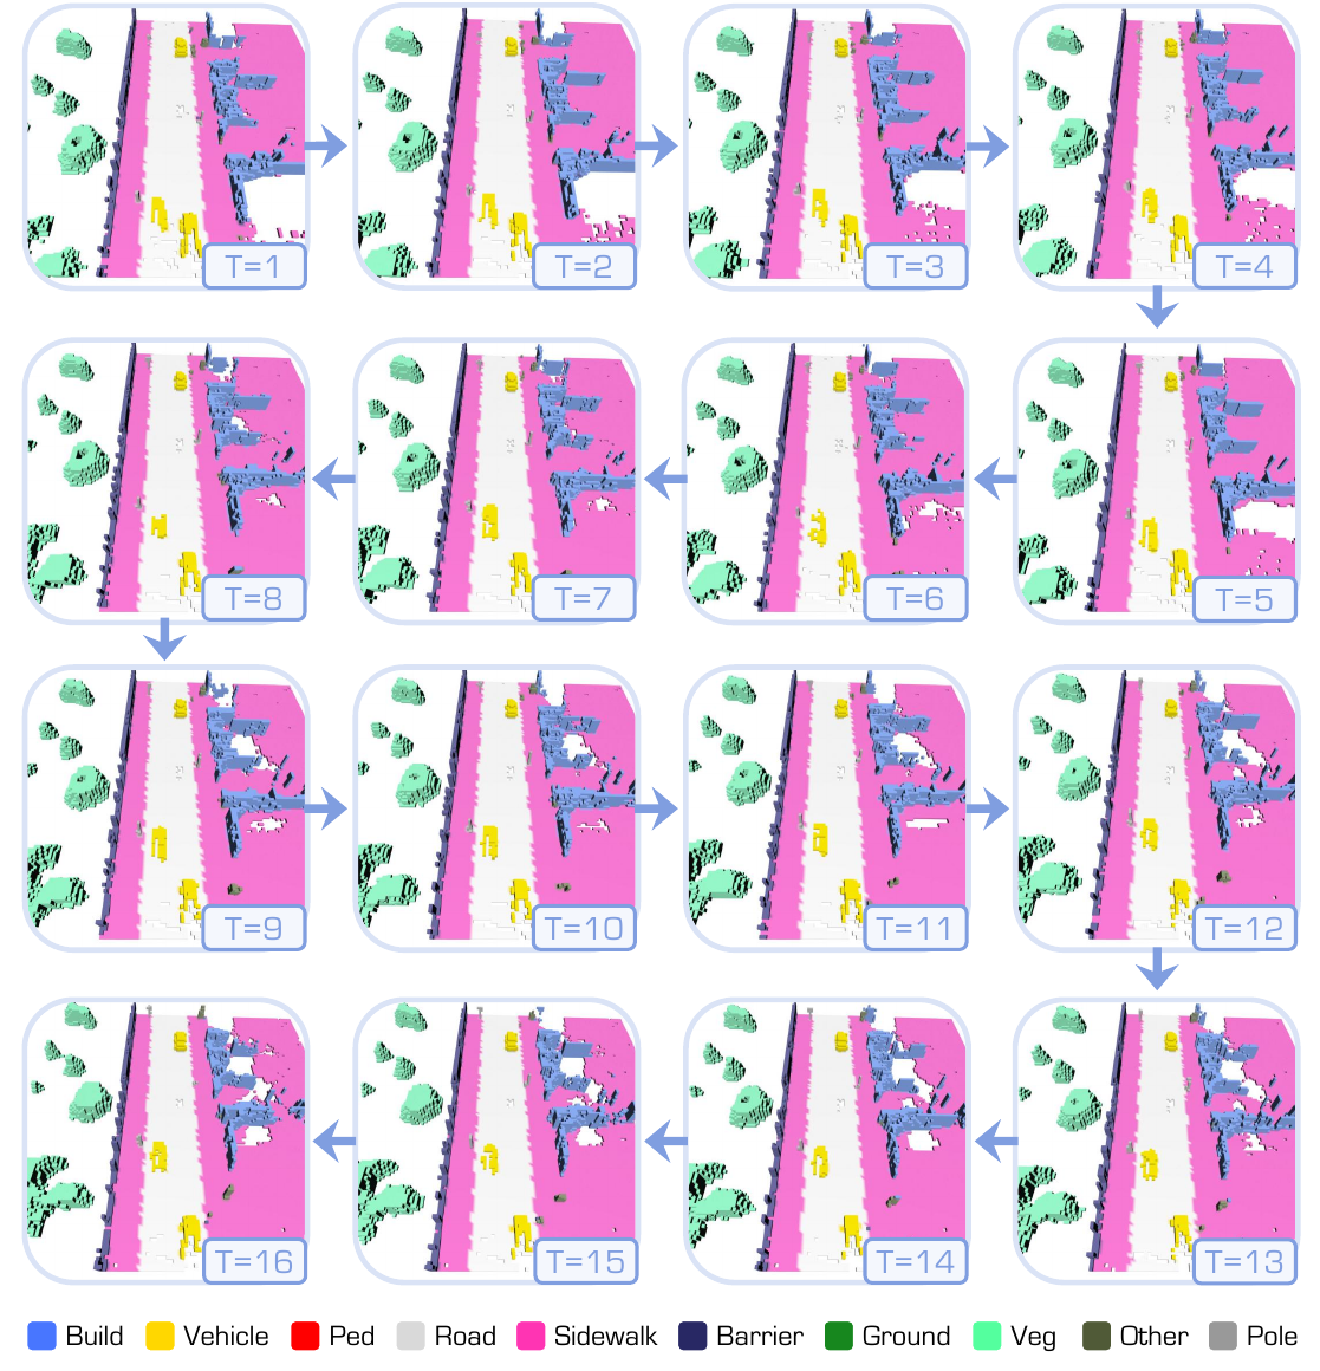 T=1
T=2
T=3
T=4
T=8
T=7
T=6
T=5
T=9
T=10
T=11
T=12
T=16
T=15
T=14
T=13
Build Vehicle Ped Road Sidewalk Barrier Ground Veg Other Pole